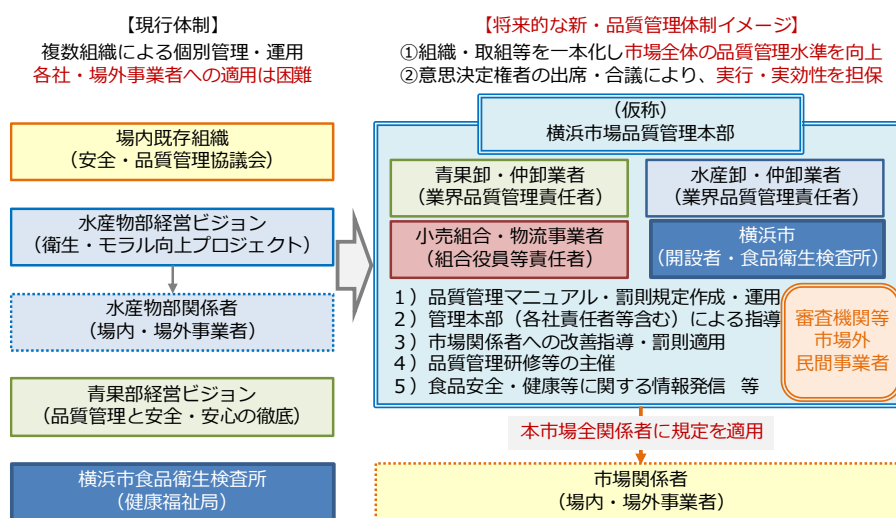 【現行体制】
複数組織による個別管理・運用
各社・場外事業者への適用は困難
場内既存組織
（安全・品質管理協議会）
水産物部経営ビジョン
（衛生・モラル向上プロジェクト）
水産物部関係者
（場内・場外事業者）
青果部経営ビジョン
（品質管理と安全・安心の徹底）
横浜市食品衛生検査所
（健康福祉局）
【将来的な新・品質管理体制イメージ】
①組織・取組等を一本化し市場全体の品質管理水準を向上
②意思決定権者の出席・合議により、実行・実効性を担保
（仮称）
横浜市場品質管理本部
青果卸・仲卸業者
（業界品質管理責任者）
水産卸・仲卸業者
（業界品質管理責任者）
小売組合・物流事業者
（組合役員等責任者）
横浜市
（開設者・食品衛生検査所）
１）品質管理マニュアル・罰則規定作成・運用
２）管理本部（各社責任者等含む）による指導
３）市場関係者への改善指導・罰則適用
４）品質管理研修等の主催
５）食品安全・健康等に関する情報発信　等
審査機関等
市場外
民間事業者
本市場全関係者に規定を適用
市場関係者
（場内・場外事業者）